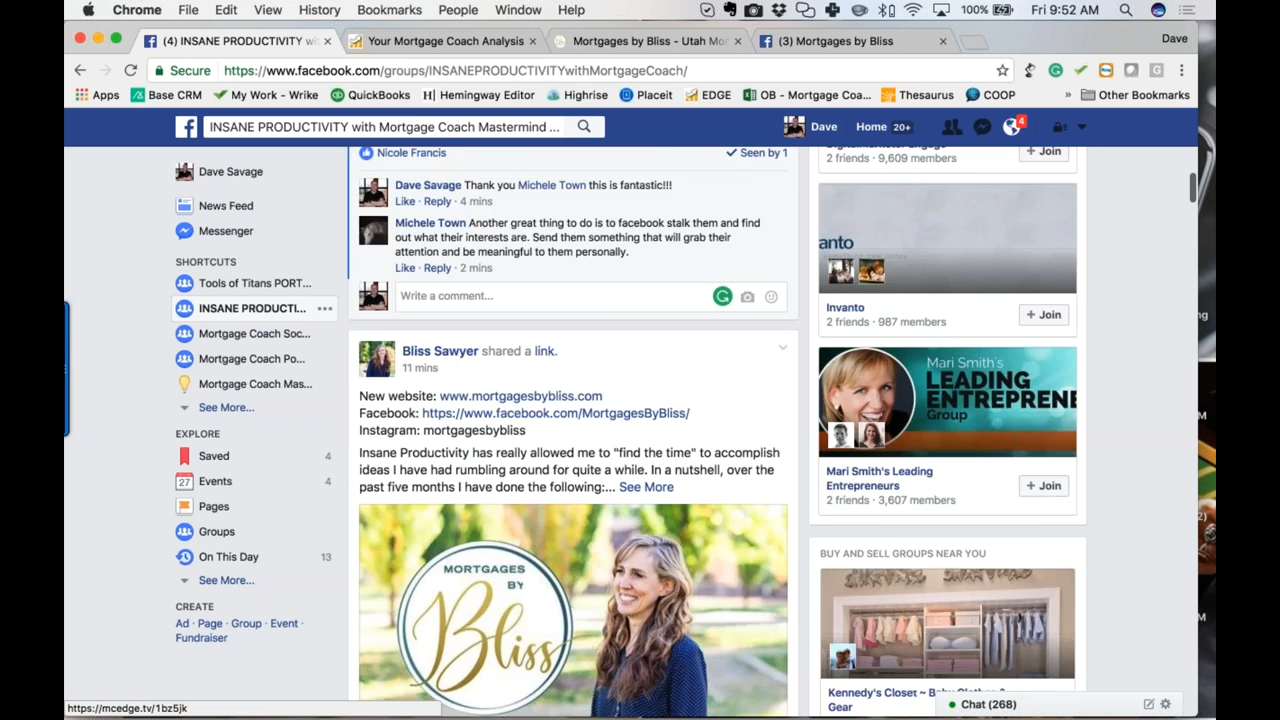 Chrome File Edit View History Bookmarks People Window Help 100% Fri 9:52 AM
(4) INSANE PRODUCTIVITY wi Your Mortgage Coach Analysis Mortgages by Bliss - Utah Mor (3) Mortgages by Bliss Dave
Secure https://www.facebook.com/groups/INSANEPRODUCTIVITYwithMortgageCoach/
Apps Base CRM My Work - Wrike QuickBooks Hemingway Editor Highrise Placeit EDGE OB - Mortgage Coa... Thesaurus COOP » Other Bookmarks
INSANE PRODUCTIVITY with Mortgage Coach Mastermind ... Dave Home 20+ 4
Dave Savage
News Feed
Messenger
SHORTCUTS
Tools of Titans PORT...
INSANE PRODUCTI...
Mortgage Coach Soc...
Mortgage Coach Po...
Mortgage Coach Mas...
See More...
EXPLORE
Saved 4
27 Events 4
Pages
Groups
On This Day 13
See More...
CREATE
Ad · Page · Group · Event ·
Fundraiser
Nicole Francis Seen by 1
Dave Savage Thank you Michele Town this is fantastic!!!
Like · Reply · 4 mins
Michele Town Another great thing to do is to facebook stalk them and find
out what their interests are. Send them something that will grab their
attention and be meaningful to them personally.
Like · Reply · 2 mins
Write a comment...
Bliss Sawyer shared a link.
11 mins
New website: www.mortgagesbybliss.com
Facebook: https://www.facebook.com/MortgagesByBliss/
Instagram: mortgagesbybliss
Insane Productivity has really allowed me to "find the time" to accomplish
ideas I have had rumbling around for quite a while. In a nutshell, over the
past five months I have done the following:... See More
MORTGAGES
BY
Bliss
2 friends · 9,609 members
+ Join
anto
Invanto
2 friends · 987 members
+ Join
Mari Smith's
LEADING
ENTREPRENE
Group
Mari Smith's Leading
Entrepreneurs
2 friends · 3,607 members
+ Join
BUY AND SELL GROUPS NEAR YOU
Kennedy's Closet ~
Gear
Chat (268)
https://mcedge.tv/1bz5jk